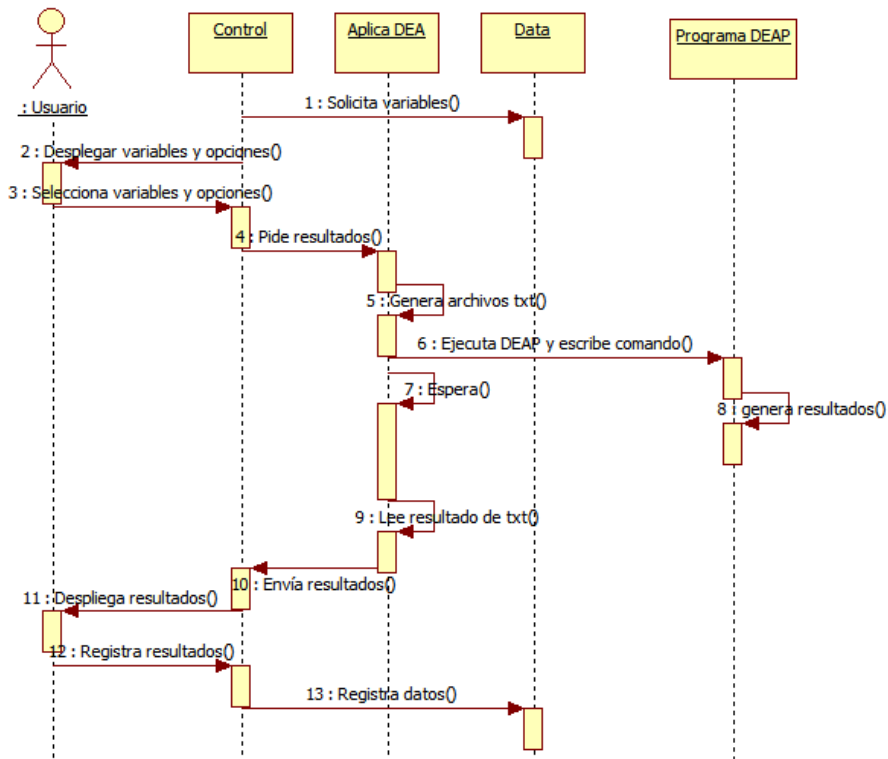 Control
Aplica DEA
Data
Programa DEAP
: Usuario
1 : Solicita variables()
2 : Desplegar variables y opciones()
3 : Selecciona variables y opciones()
4 : Pide resultados()
5 : Genera archivos txt()
6 : Ejecuta DEAP y escribe comando()
7 : Espera()
8 : genera resultados()
9 : Lee resultado de txt()
10 : Envía resultados()
11 : Despliega resultados()
12 : Registra resultados()
13 : Registra datos()